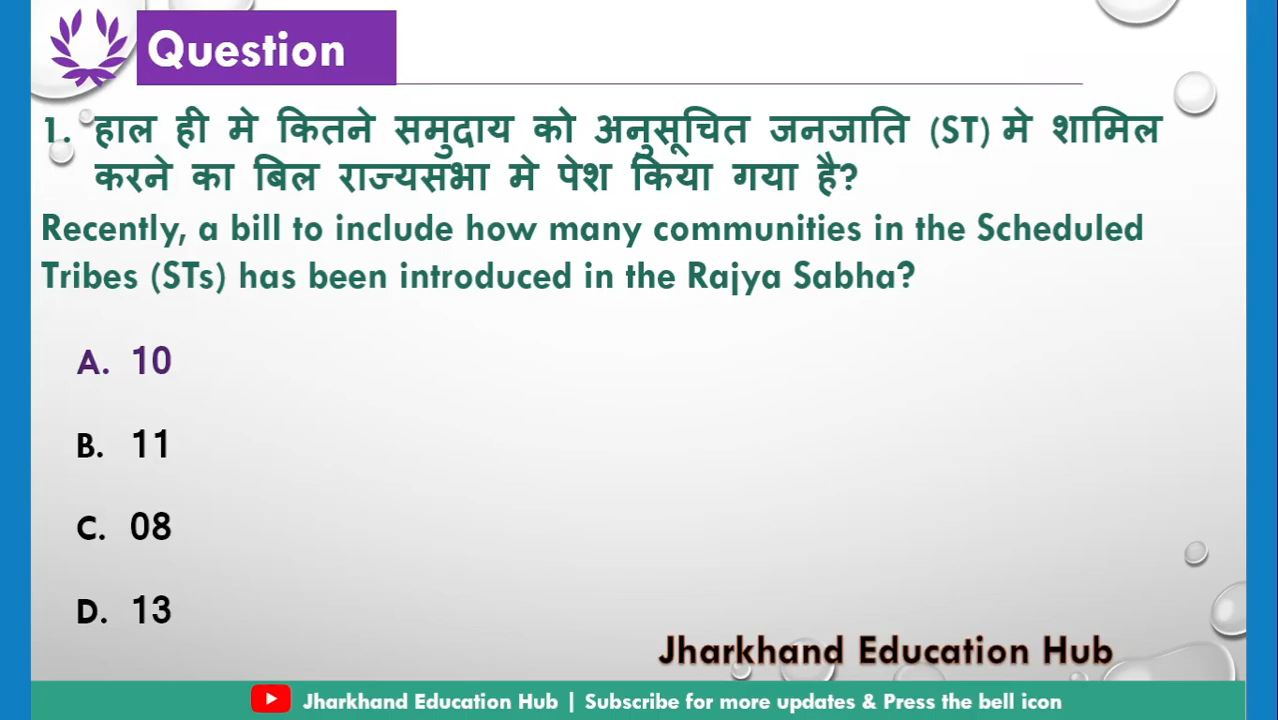 Question
1. हाल ही मे कितने समुदाय को अनुसूचित जनजाति (ST) मे शामिल
करने का बिल राज्यसभा मे पेश किया गया है?
Recently, a bill to include how many communities in the Scheduled
Tribes (STs) has been introduced in the Rajya Sabha?
A. 10
B. 11
C. 08
D. 13
Jharkhand Education Hub
Jharkhand Education Hub | Subscribe for more updates & Press the bell icon